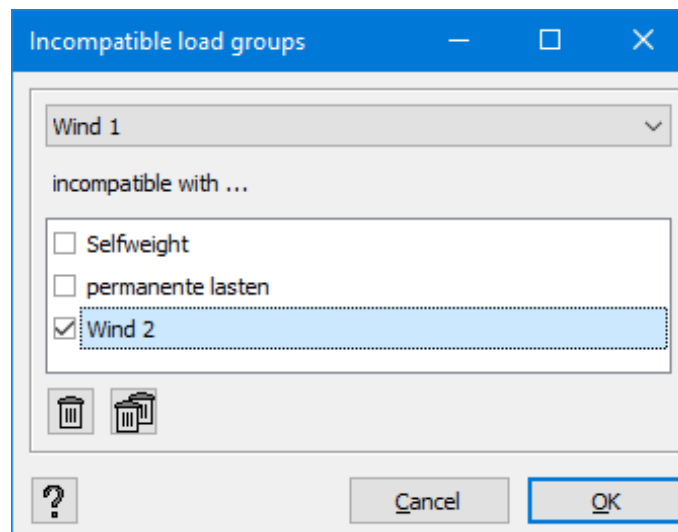 Incompatible load groups
Wind 1
incompatible with ...
Selfweight
permanente lasten
Wind 2
?
Cancel
OK